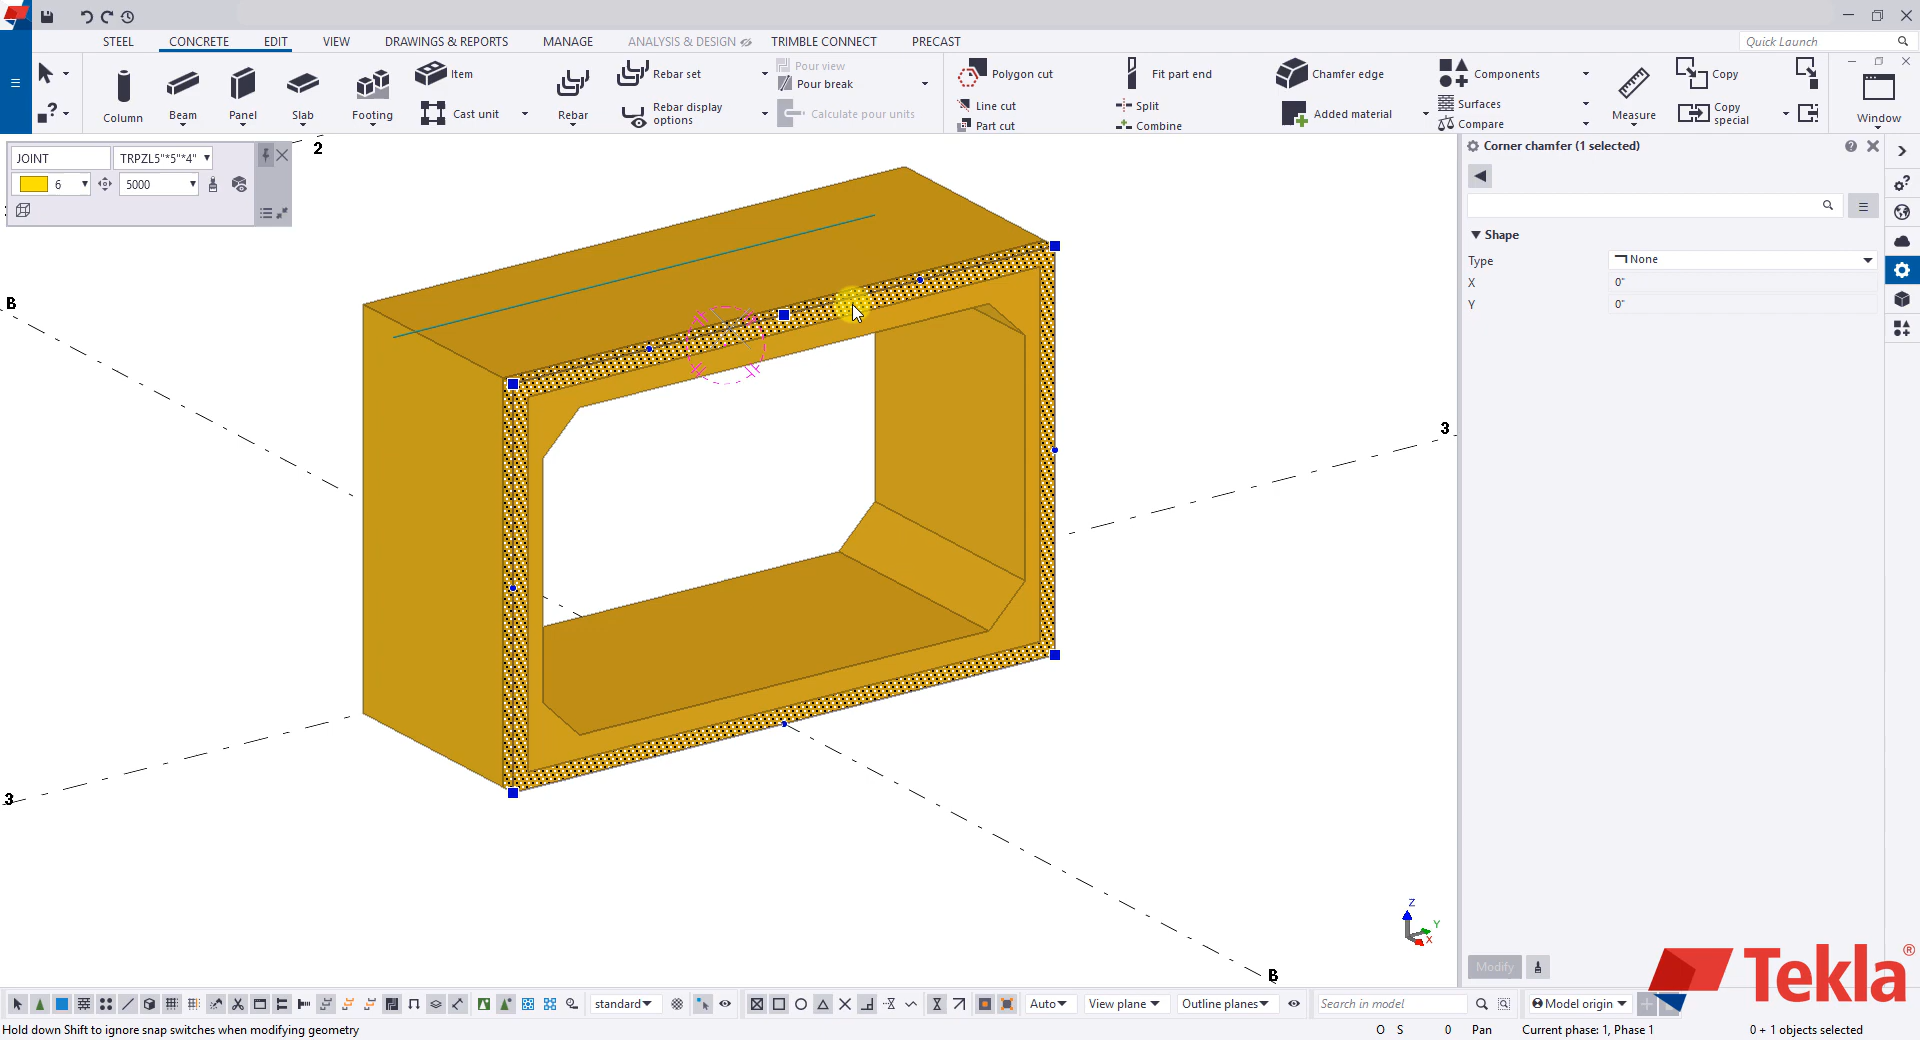 STEEL CONCRETE EDIT VIEW DRAWINGS & REPORTS MANAGE ANALYSIS & DESIGN TRIMBLE CONNECT PRECAST Quick Launch
Column
Beam
Panel
Slab
Footing
Item
Cast unit
Rebar
Rebar set
Rebar display
options
Pour view
Pour break
Calculate pour units
Polygon cut
Line cut
Part cut
Fit part end
Split
Combine
Chamfer edge
Added material
Components
Surfaces
Compare
Measure
Copy
Copy
special
Window
JOINT TRPZL5"*5"*4"
6 5000
2
B
3
3
B
Z
Y
X
Corner chamfer (1 selected)
Shape
Type None
X 0"
Y 0"
Modify
Tekla®
standard Auto View plane Outline planes Search in model Model origin
Hold down Shift to ignore snap switches when modifying geometry O S 0 Pan Current phase: 1, Phase 1 0 + 1 objects selected